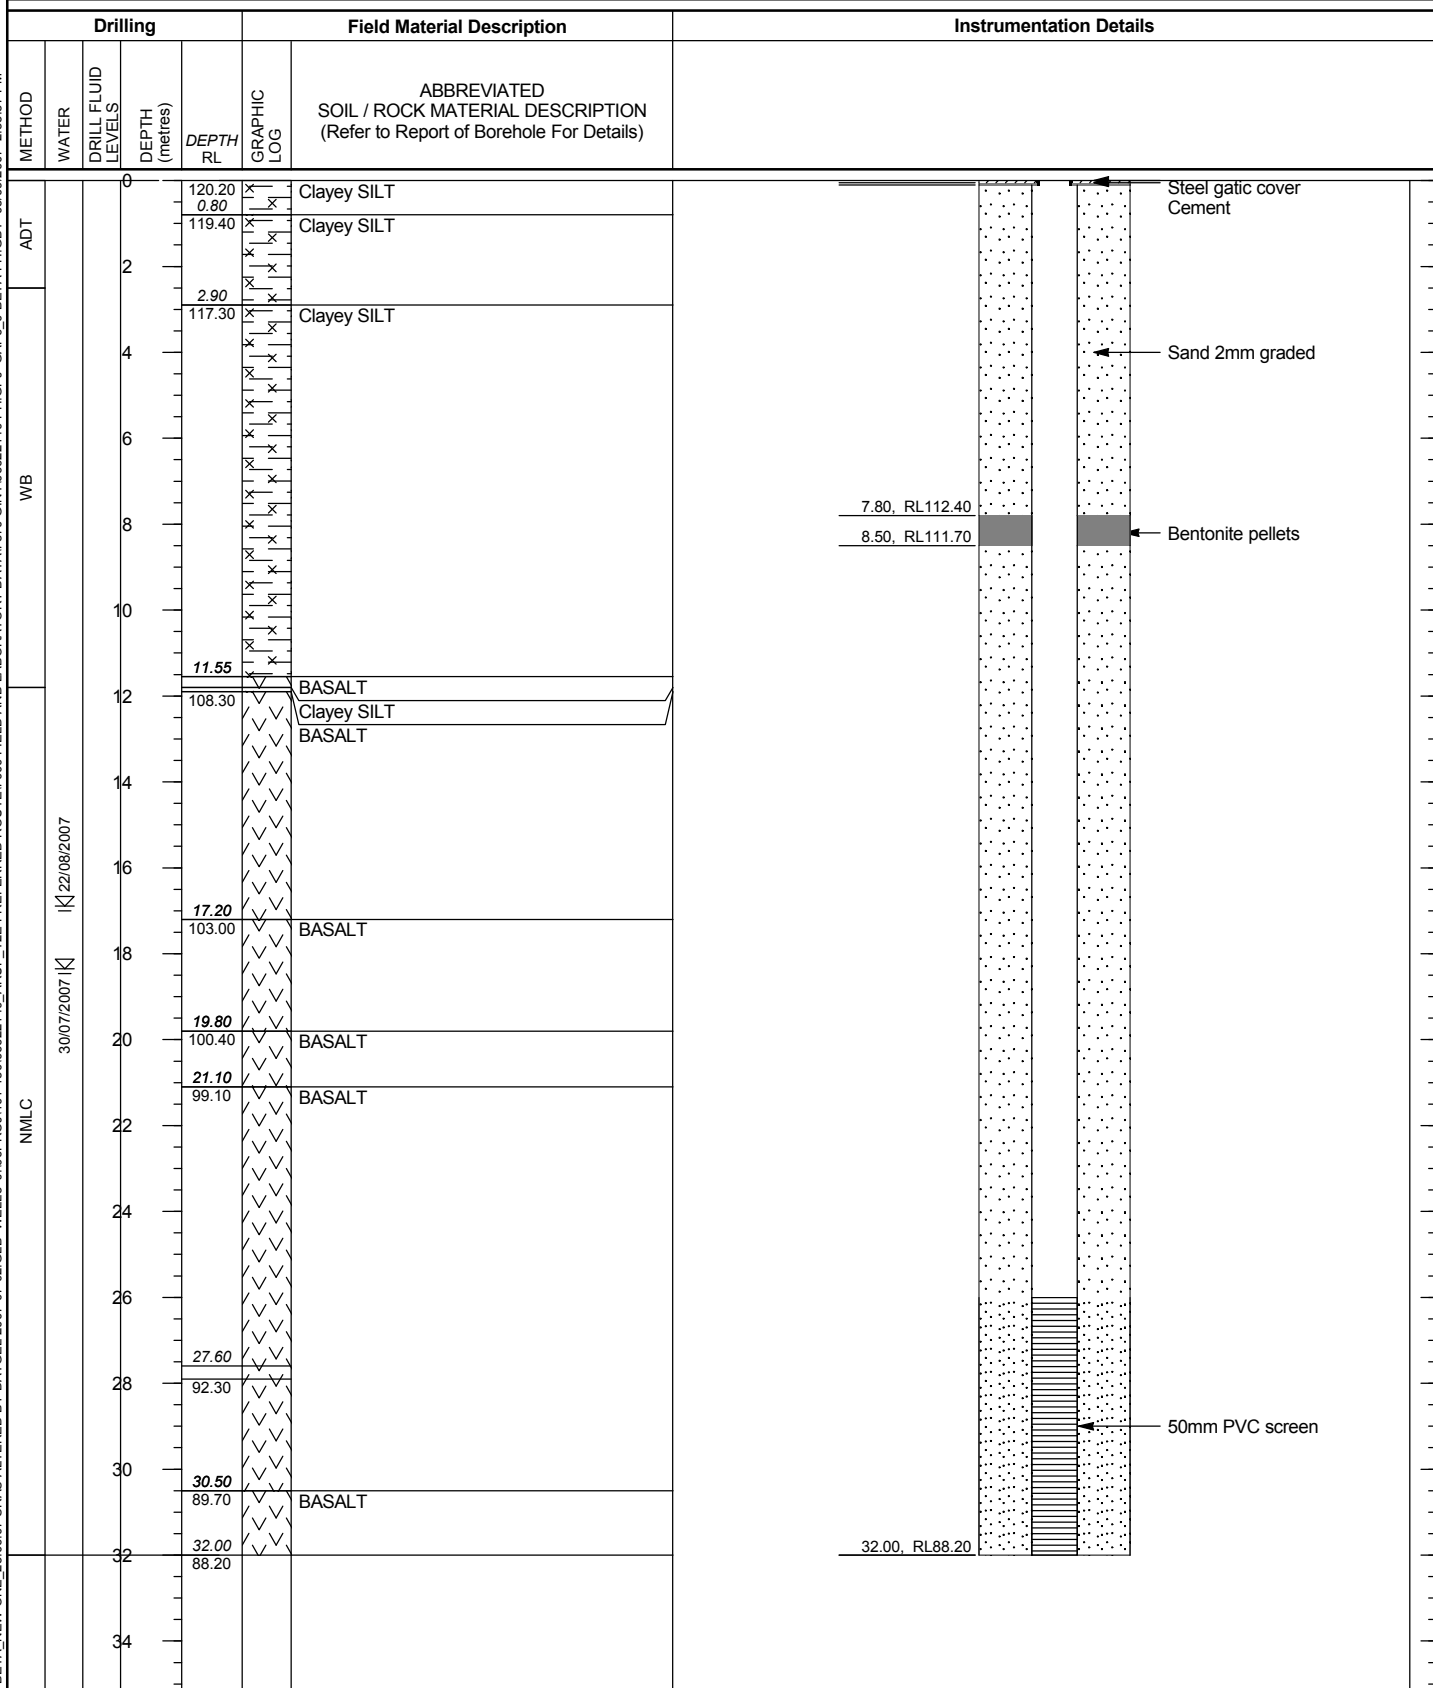 Drilling
Field Material Description
Instrumentation Details
METHOD
WATER
DRILL FLUID
LEVELS
DEPTH
(metres)
DEPTH
RL
GRAPHIC
LOG
ABBREVIATED
SOIL / ROCK MATERIAL DESCRIPTION
(Refer to Report of Borehole For Details)
0
120.20
Clayey SILT
Steel gatic cover
0.80
Cement
119.40
Clayey SILT
ADT
2
2.90
117.30
Clayey SILT
4
Sand 2mm graded
6
WB
7.80, RL112.40
8
8.50, RL111.70
Bentonite pellets
10
11.55
BASALT
12
108.30
Clayey SILT
BASALT
14
22/08/2007
16
17.20
103.00
BASALT
18
30/07/2007
19.80
20
100.40
BASALT
21.10
99.10
BASALT
NMLC
22
24
26
27.60
28
92.30
50mm PVC screen
30
30.50
89.70
BASALT
32.00
32.00, RL88.20
32
88.20
34